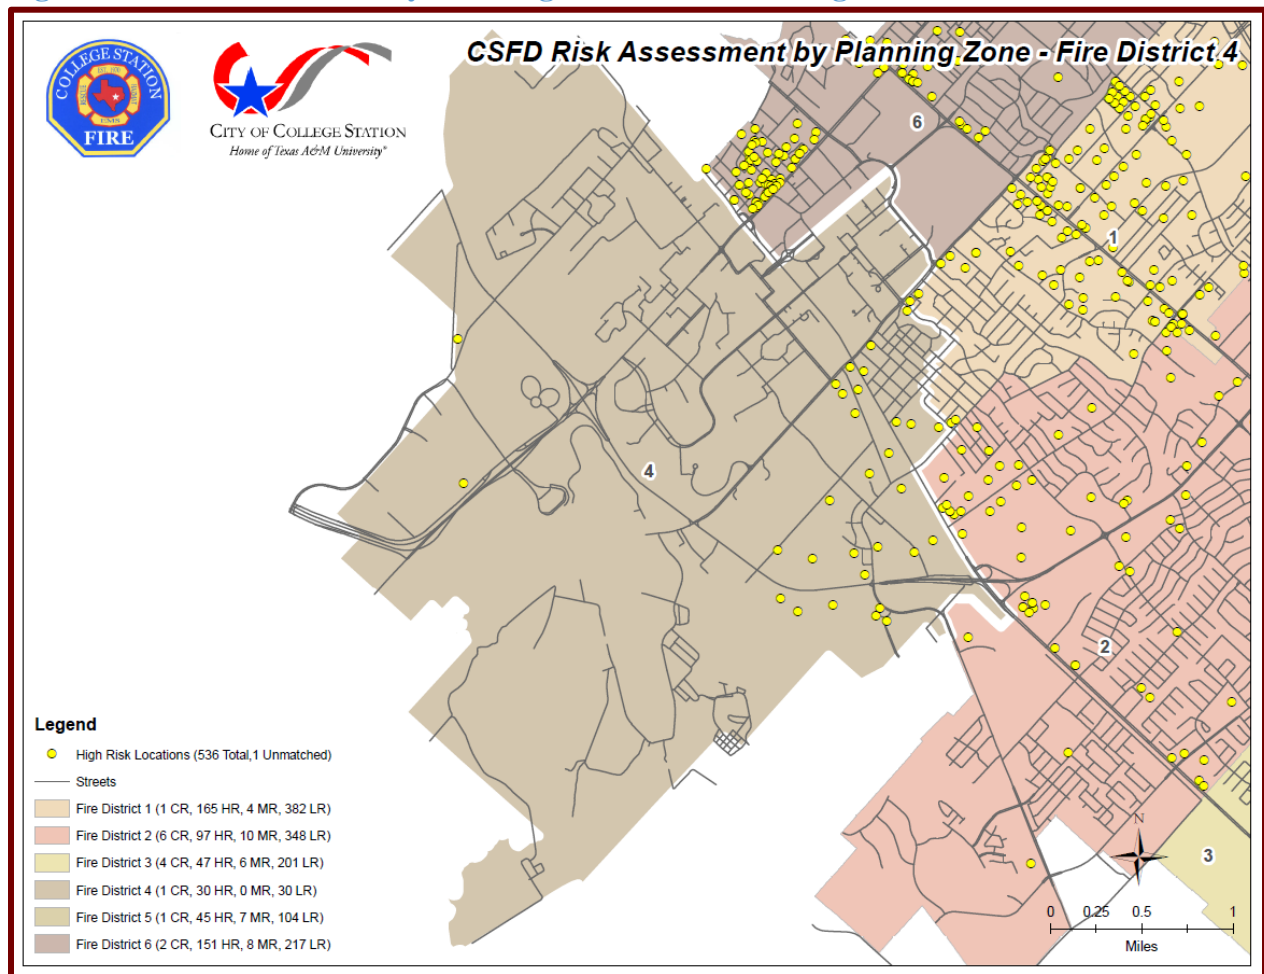 CSFD Risk Assessment by Planning Zone - Fire District 4
COLLEGE STATION
FIRE
CITY OF COLLEGE STATION
Home of Texas A&M University®
6
1
4
2
3
Legend
High Risk Locations (536 Total,1 Unmatched)
Streets
Fire District 1 (1 CR, 165 HR, 4 MR, 382 LR)
Fire District 2 (6 CR, 97 HR, 10 MR, 348 LR)
Fire District 3 (4 CR, 47 HR, 6 MR, 201 LR)
Fire District 4 (1 CR, 30 HR, 0 MR, 30 LR)
Fire District 5 (1 CR, 45 HR, 7 MR, 104 LR)
Fire District 6 (2 CR, 151 HR, 8 MR, 217 LR)
N
0 0.25 0.5 1
Miles